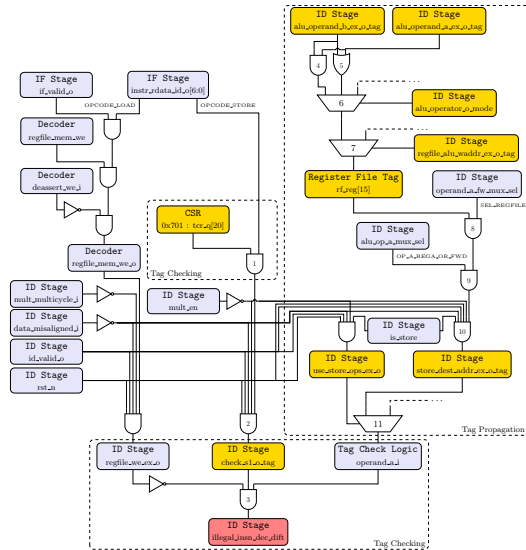 ID Stage
alu_operand_b_ex_o_tag
ID Stage
alu_operand_a_ex_o_tag
4
5
IF Stage
if_valid_o
IF Stage
instr_rdata_id_o[6:0]
6
ID Stage
alu_operator_o_mode
OPCODE_LOAD
OPCODE_STORE
Decoder
regfile_mem_we
7
ID Stage
regfile_alu_waddr_ex_o_tag
Decoder
deassert_we_i
Register File Tag
rf_reg[15]
ID Stage
operand_a_fw_mux_sel
SEL_REGFILE
CSR
0x701 : tcr_q[20]
8
ID Stage
alu_op_a_mux_sel
OP_A_REGA_OR_FWD
Decoder
regfile_mem_we_o
1
Tag Checking
9
ID Stage
mult_multicycle_i
ID Stage
mult_en
ID Stage
data_misaligned_i
ID Stage
is_store
10
ID Stage
id_valid_o
ID Stage
use_store_ops_ex_o
ID Stage
store_dest_addr_ex_o_tag
ID Stage
rst_n
2
11
Tag Propagation
ID Stage
regfile_we_ex_o
ID Stage
check_s1_o_tag
Tag Check Logic
operand_a_i
3
ID Stage
illegal_insn_dec_dift
Tag Checking